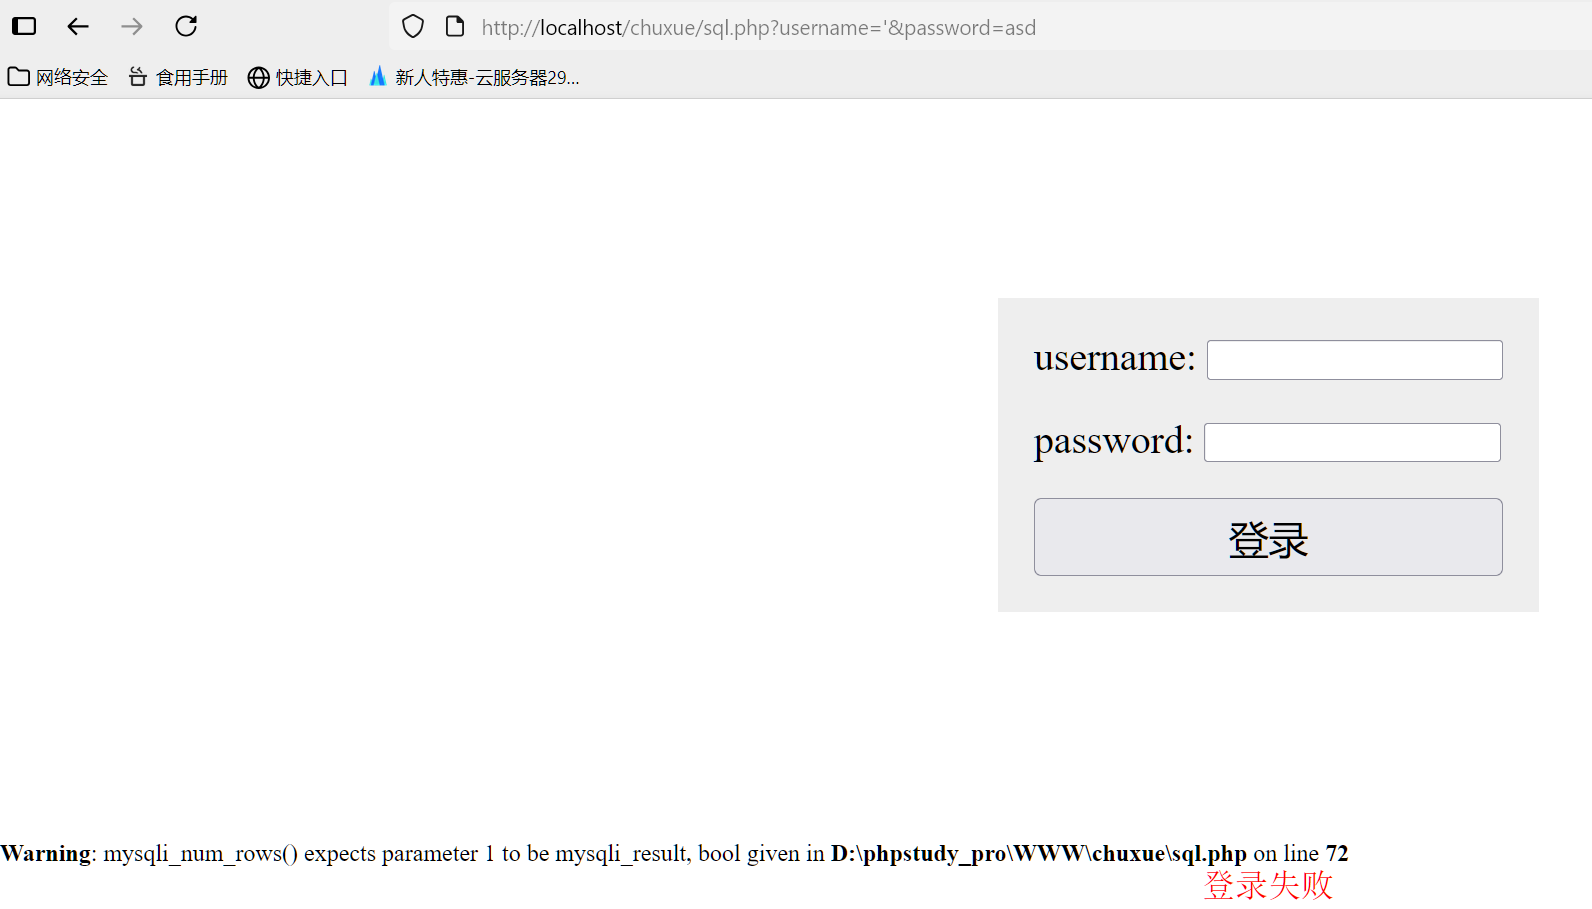 http://localhost/chuxue/sql.php?username='&password=asd
网络安全 食用手册 快捷入口 新人特惠-云服务器29...
username:
password:
登录
Warning: mysqli_num_rows() expects parameter 1 to be mysqli_result, bool given in D:\phpstudy_pro\WWW\chuxue\sql.php on line 72
登录失败